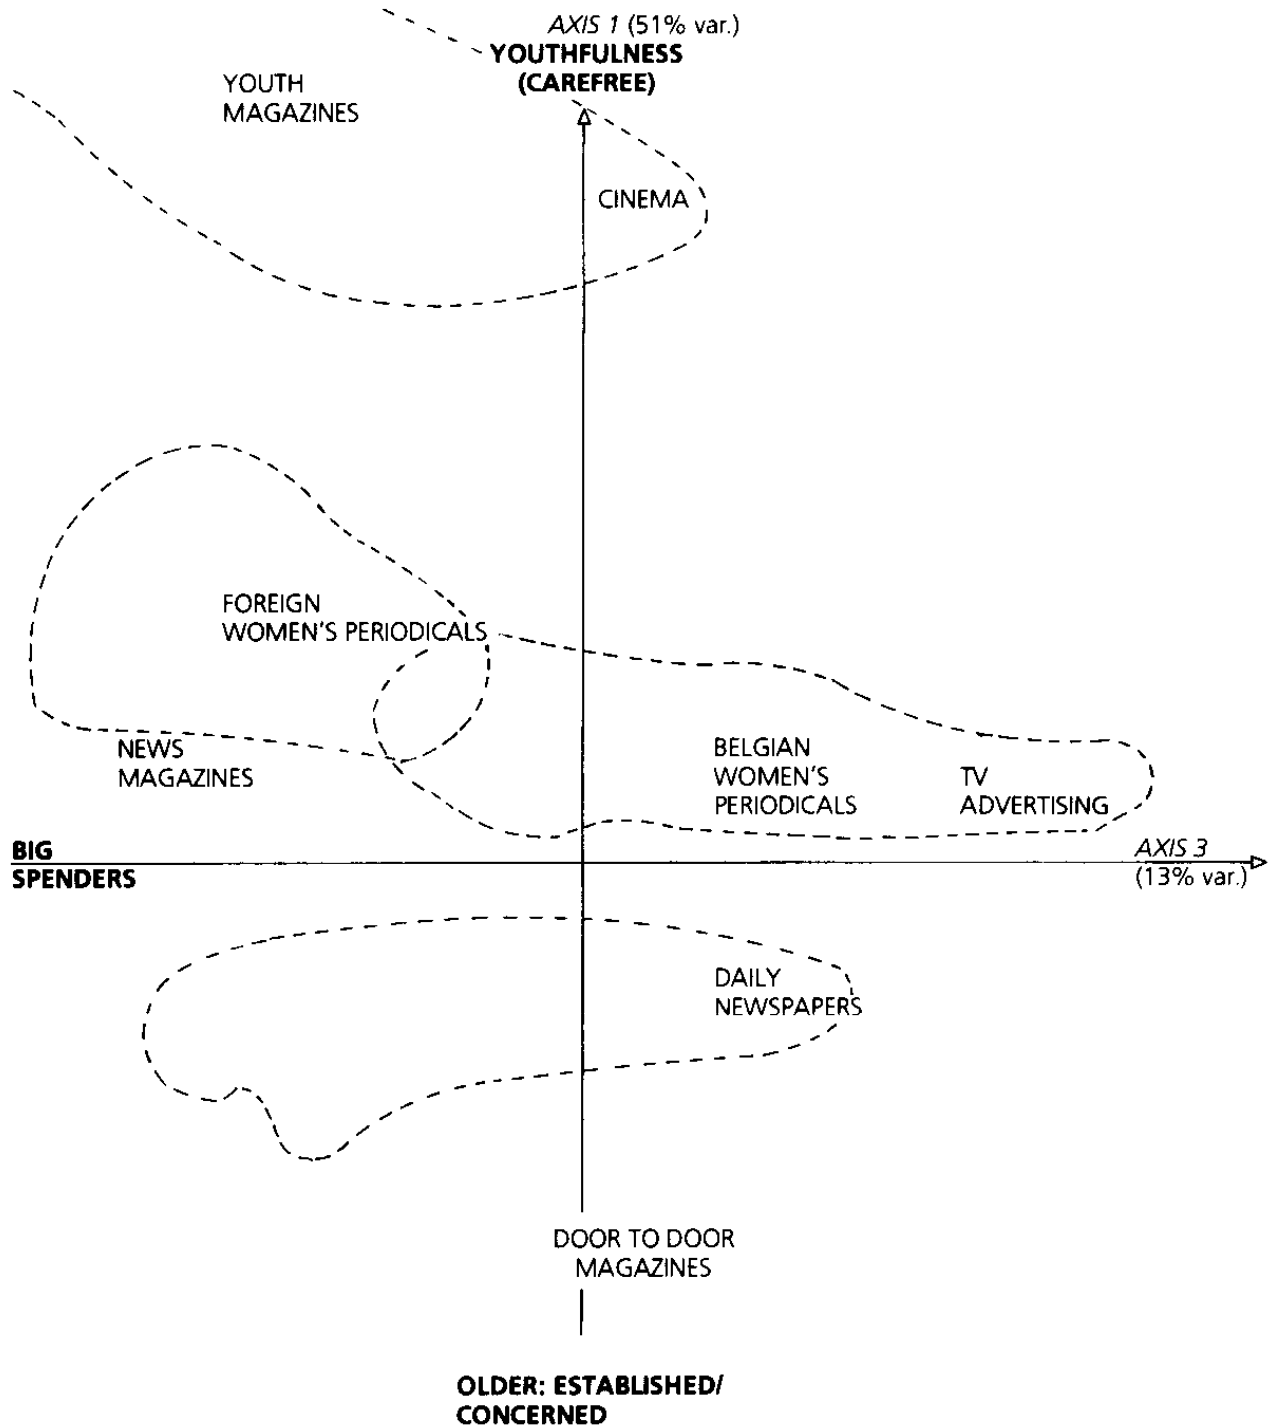 AXIS 1 (51% var.)
YOUTHFULNESS
(CAREFREE)
YOUTH
MAGAZINES
CINEMA
FOREIGN
WOMEN'S PERIODICALS
NEWS
MAGAZINES
BELGIAN
WOMEN'S
PERIODICALS
TV
ADVERTISING
BIG
SPENDERS
AXIS 3
(13% var.)
DAILY
NEWSPAPERS
DOOR TO DOOR
MAGAZINES
OLDER: ESTABLISHED/
CONCERNED